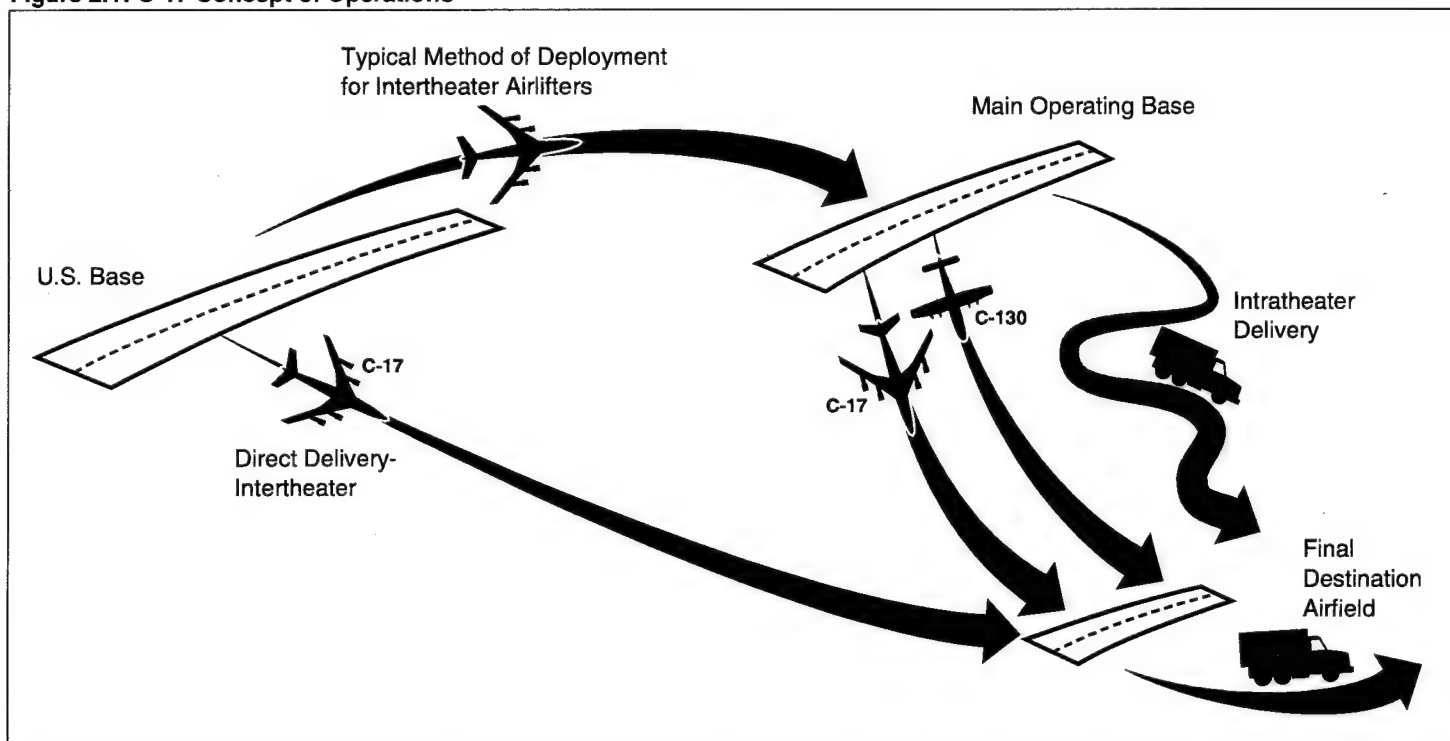 Typical Method of Deployment
for Intertheater Airlifters
Main Operating Base
U.S. Base
C-17
Direct Delivery-
Intertheater
C-130
C-17
Intratheater
Delivery
Final
Destination
Airfield